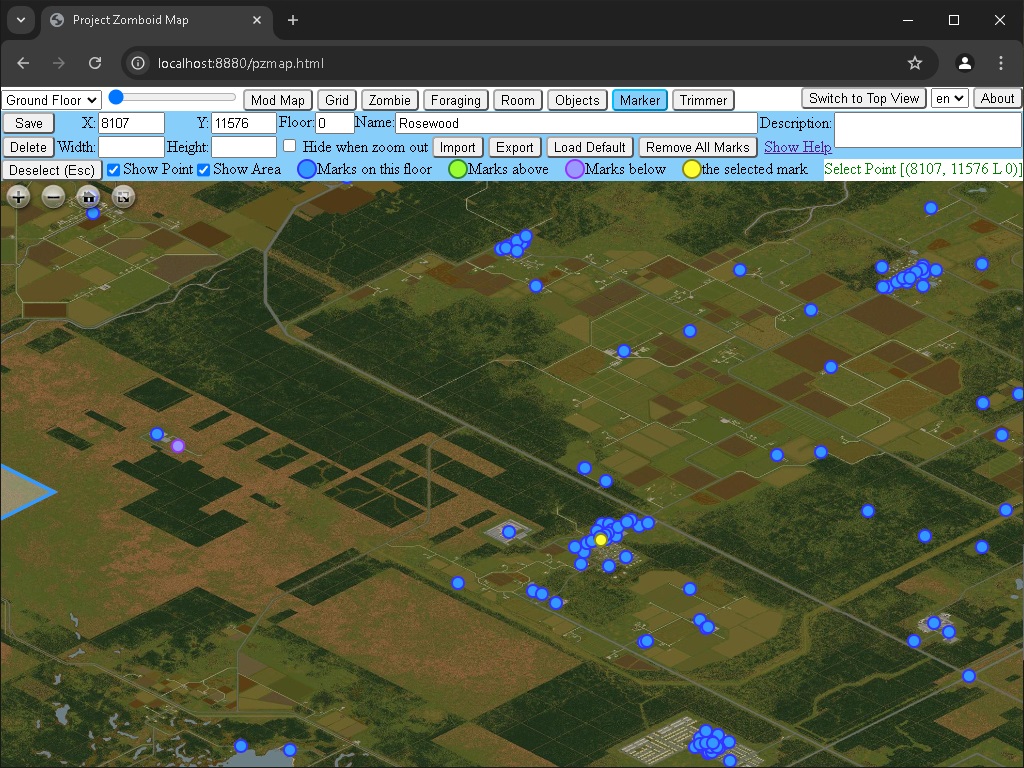 Project Zomboid Map
localhost:8880/pzmap.html
Ground Floor Mod Map Grid Zombie Foraging Room Objects Marker Trimmer Switch to Top View en About
Save X: 8107 Y: 11576 Floor: 0 Name: Rosewood Description:
Delete Width: Height: Hide when zoom out Import Export Load Default Remove All Marks Show Help
Deselect (Esc) Show Point Show Area Marks on this floor Marks above Marks below the selected mark Select Point [(8107, 11576 L 0)]